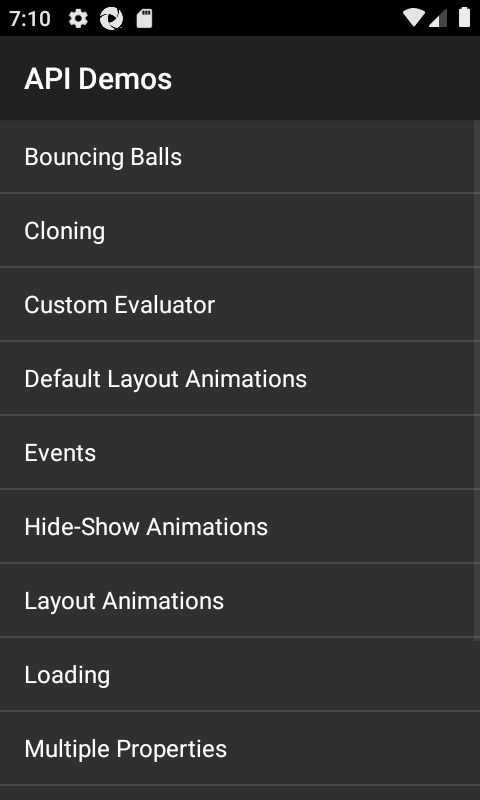 7:10
API Demos
Bouncing Balls
Cloning
Custom Evaluator
Default Layout Animations
Events
Hide-Show Animations
Layout Animations
Loading
Multiple Properties